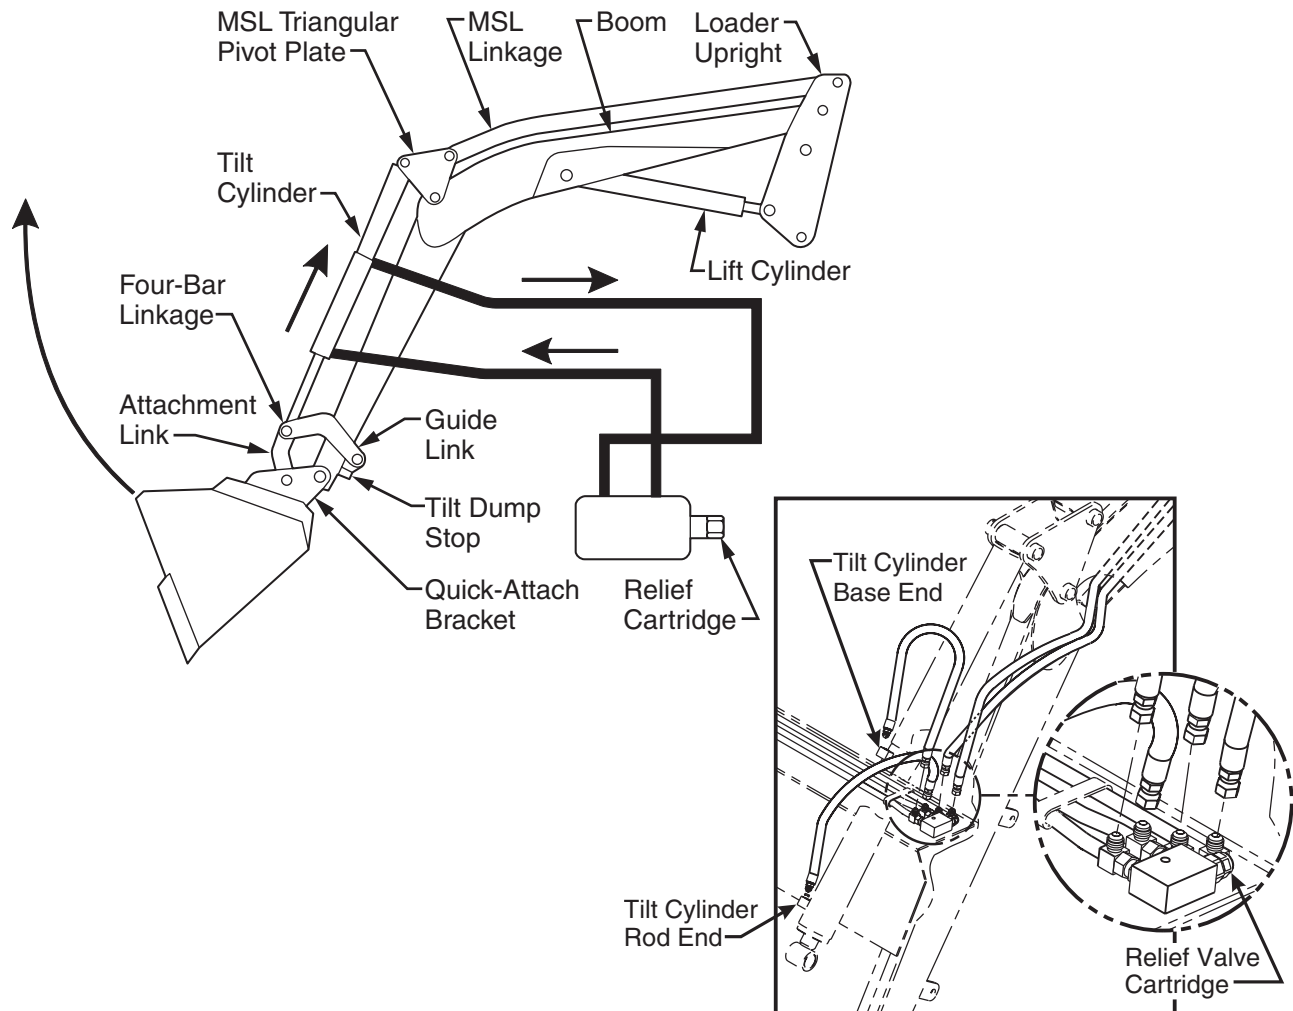 MSL Triangular
Pivot Plate
MSL
Linkage
Boom
Loader
Upright
Tilt
Cylinder
Lift Cylinder
Four-Bar
Linkage
Attachment
Link
Guide
Link
Tilt Dump
Stop
Quick-Attach
Bracket
Relief
Cartridge
Tilt Cylinder
Base End
Tilt Cylinder
Rod End
Relief Valve
Cartridge